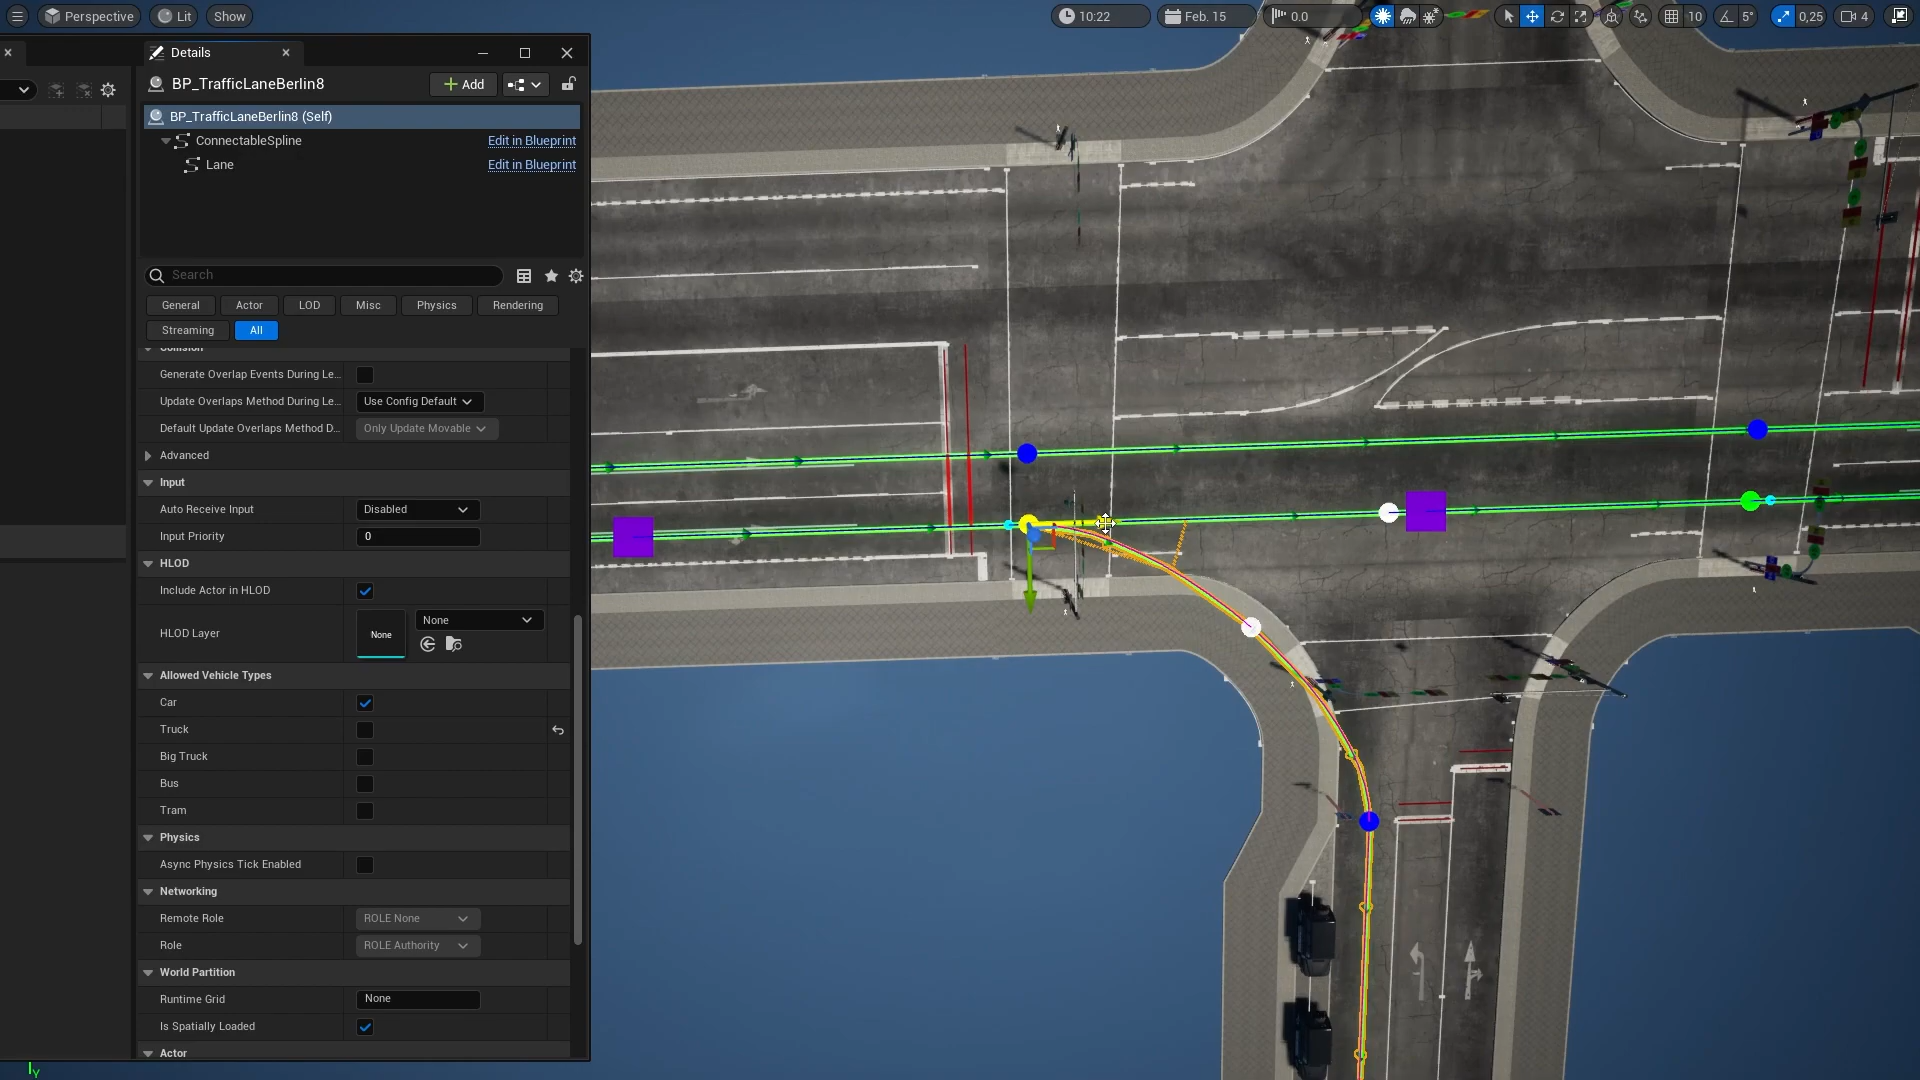 Perspective Lit Show
10:22 Feb. 15 0.0 10 5° 0,25 4
Details
BP_TrafficLaneBerlin8 Add
BP_TrafficLaneBerlin8 (Self)
ConnectableSpline Edit in Blueprint
Lane Edit in Blueprint
Search
General Actor LOD Misc Physics Rendering
Streaming All
Collision
Generate Overlap Events During Le...
Update Overlaps Method During Le... Use Config Default
Default Update Overlaps Method D... Only Update Movable
Advanced
Input
Auto Receive Input Disabled
Input Priority 0
HLOD
Include Actor in HLOD
HLOD Layer None None
Allowed Vehicle Types
Car
Truck
Big Truck
Bus
Tram
Physics
Async Physics Tick Enabled
Networking
Remote Role ROLE None
Role ROLE Authority
World Partition
Runtime Grid None
Is Spatially Loaded
Actor
Y